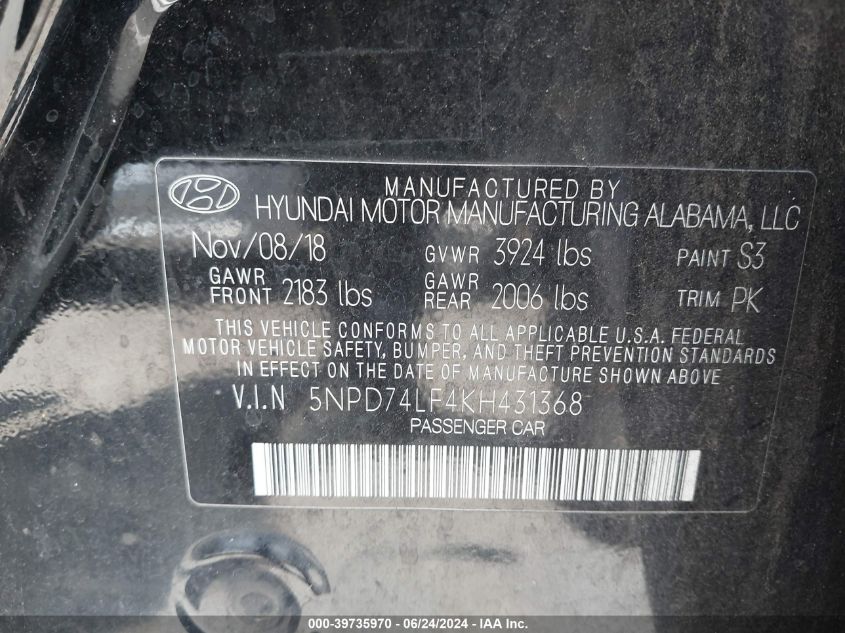 MANUFACTURED BY
HYUNDAI MOTOR MANUFACTURING ALABAMA, LLC
Nov/08/18 GVWR 3924 lbs PAINT S3
GAWR FRONT 2183 lbs GAWR REAR 2006 lbs TRIM PK
THIS VEHICLE CONFORMS TO ALL APPLICABLE U.S.A. FEDERAL
MOTOR VEHICLE SAFETY, BUMPER, AND THEFT PREVENTION STANDARDS
IN EFFECT ON THE DATE OF MANUFACTURE SHOWN ABOVE
V.I.N 5NPD74LF4KH431368
PASSENGER CAR
000-39735970 - 06/24/2024 - IAA Inc.